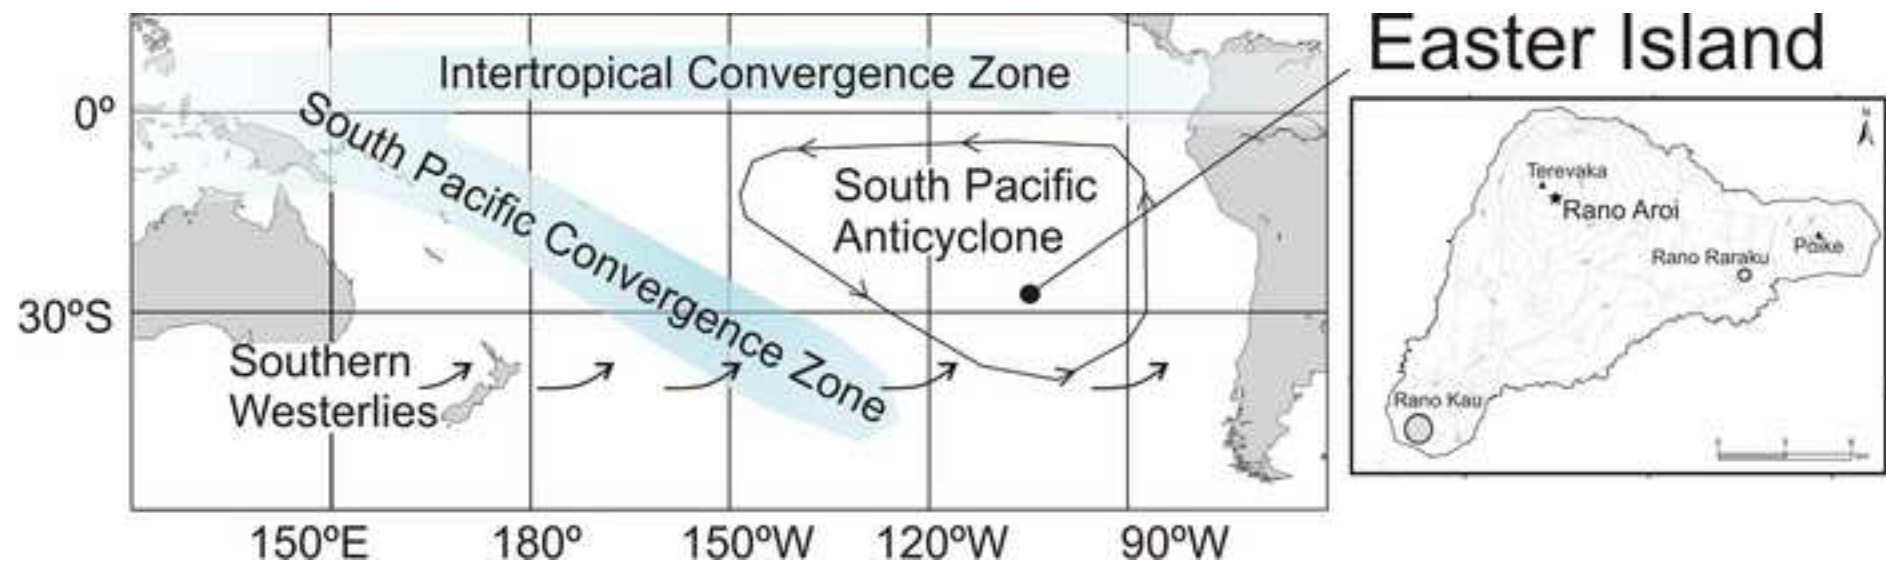 Easter Island
Intertropical Convergence Zone
0º
South Pacific Convergence Zone
South Pacific
Anticyclone
30ºS
Southern
Westerlies
150ºE
180º
150ºW
120ºW
90ºW
N
Terevaka
Rano Aroi
Rano Raraku
Poike
Rano Kau